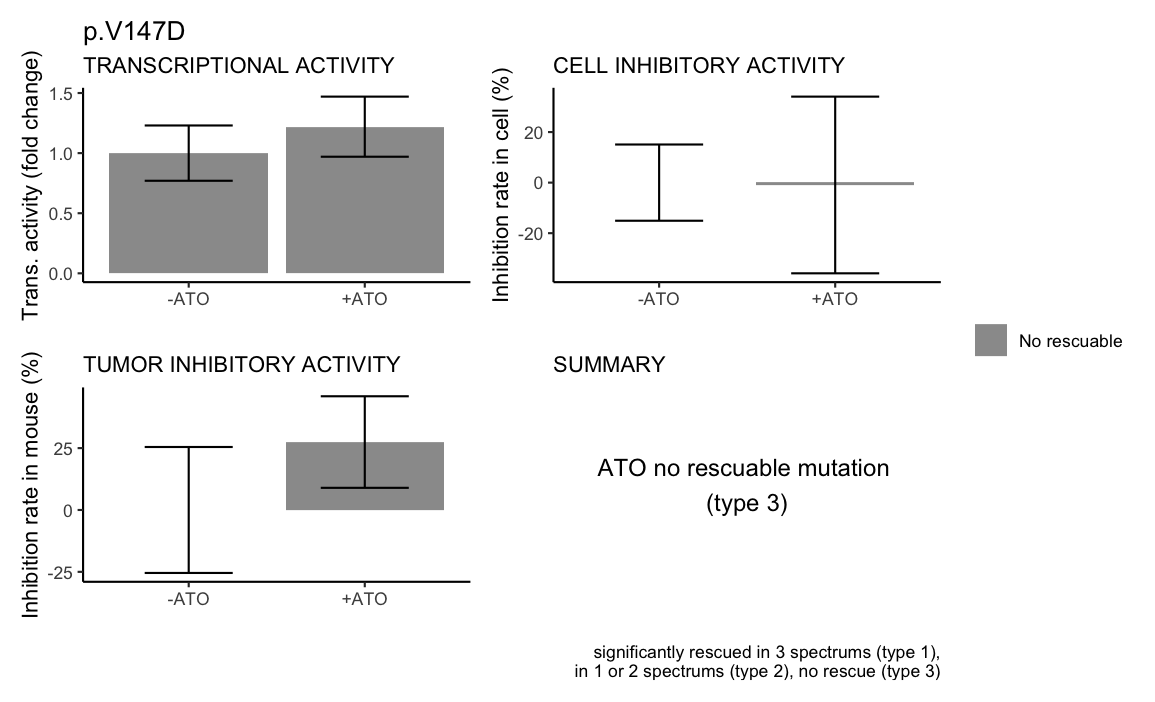 p.V147D
TRANSCRIPTIONAL ACTIVITY
Trans. activity (fold change)
1.5
1.0
0.5
0.0
-ATO
+ATO
CELL INHIBITORY ACTIVITY
Inhibition rate in cell (%)
20
0
-20
-ATO
+ATO
No rescuable
TUMOR INHIBITORY ACTIVITY
Inhibition rate in mouse (%)
25
0
-25
-ATO
+ATO
SUMMARY
ATO no rescuable mutation
(type 3)
significantly rescued in 3 spectrums (type 1),
in 1 or 2 spectrums (type 2), no rescue (type 3)